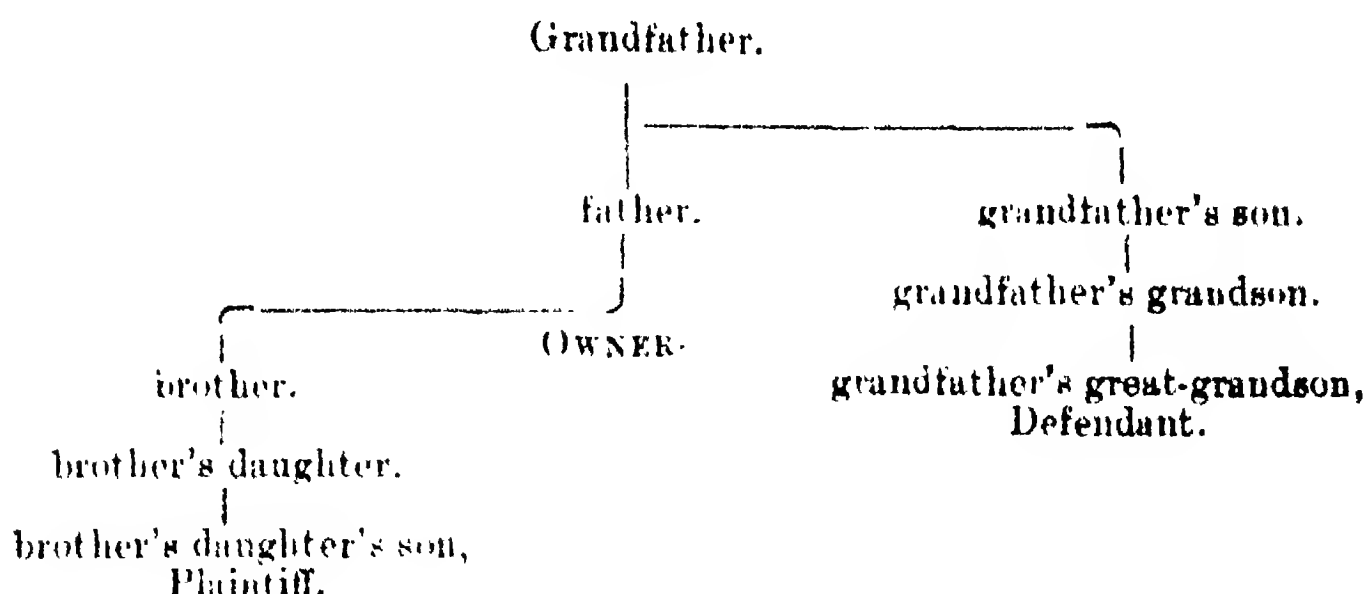 Grandfather.
father.
grandfather's son.
grandfather's grandson.
OWNER.
brother.
grandfather's great-grandson,
Defendant.
brother's daughter.
brother's daughter's son,
Plaintiff.